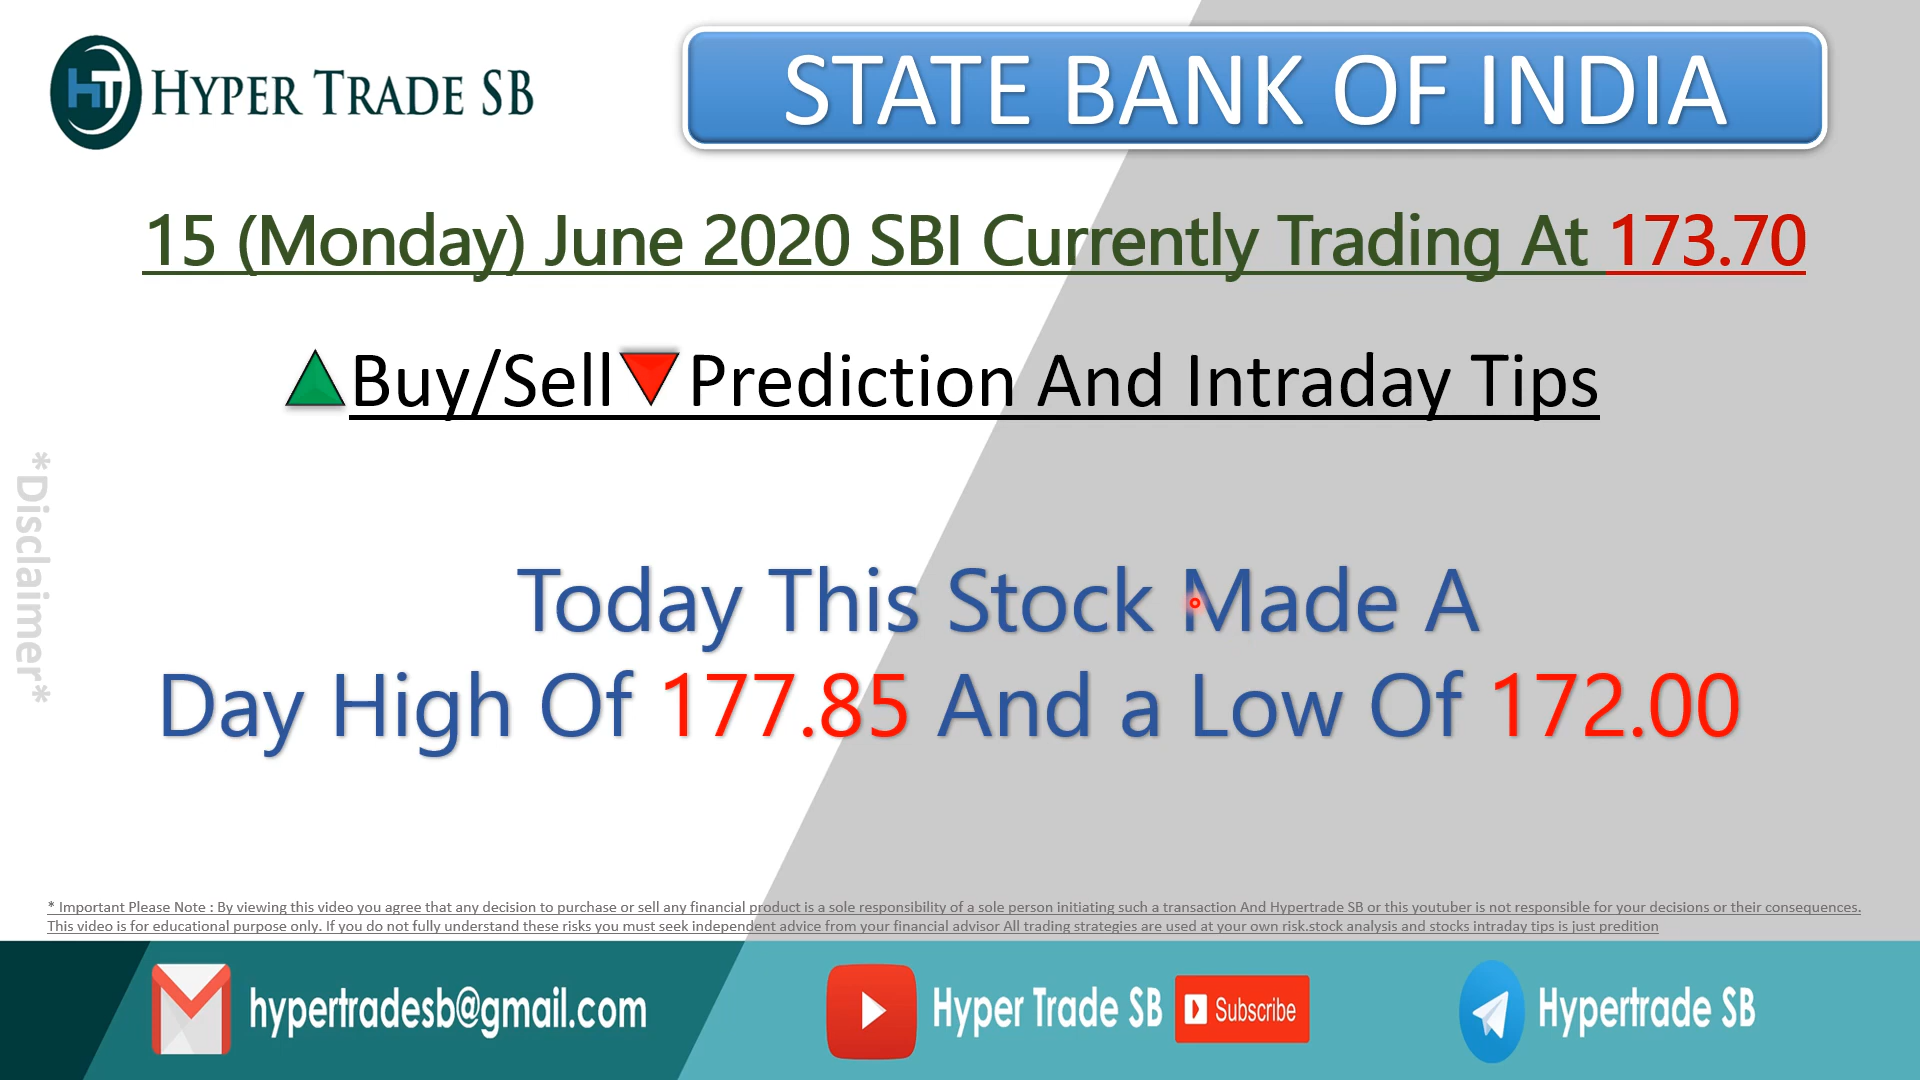 HT HYPER TRADE SB
STATE BANK OF INDIA
15 (Monday) June 2020 SBI Currently Trading At 173.70
Buy/Sell Prediction And Intraday Tips
*Disclaimer*
Today This Stock Made A
Day High Of 177.85 And a Low Of 172.00
* Important Please Note : By viewing this video you agree that any decision to purchase or sell any financial product is a sole responsibility of a sole person initiating such a transaction And Hypertrade SB or this youtuber is not responsible for your decisions or their consequences.
This video is for educational purpose only. If you do not fully understand these risks you must seek independent advice from your financial advisor All trading strategies are used at your own risk.stock analysis and stocks intraday tips is just predition
hypertradesb@gmail.com Hyper Trade SB Subscribe Hypertrade SB